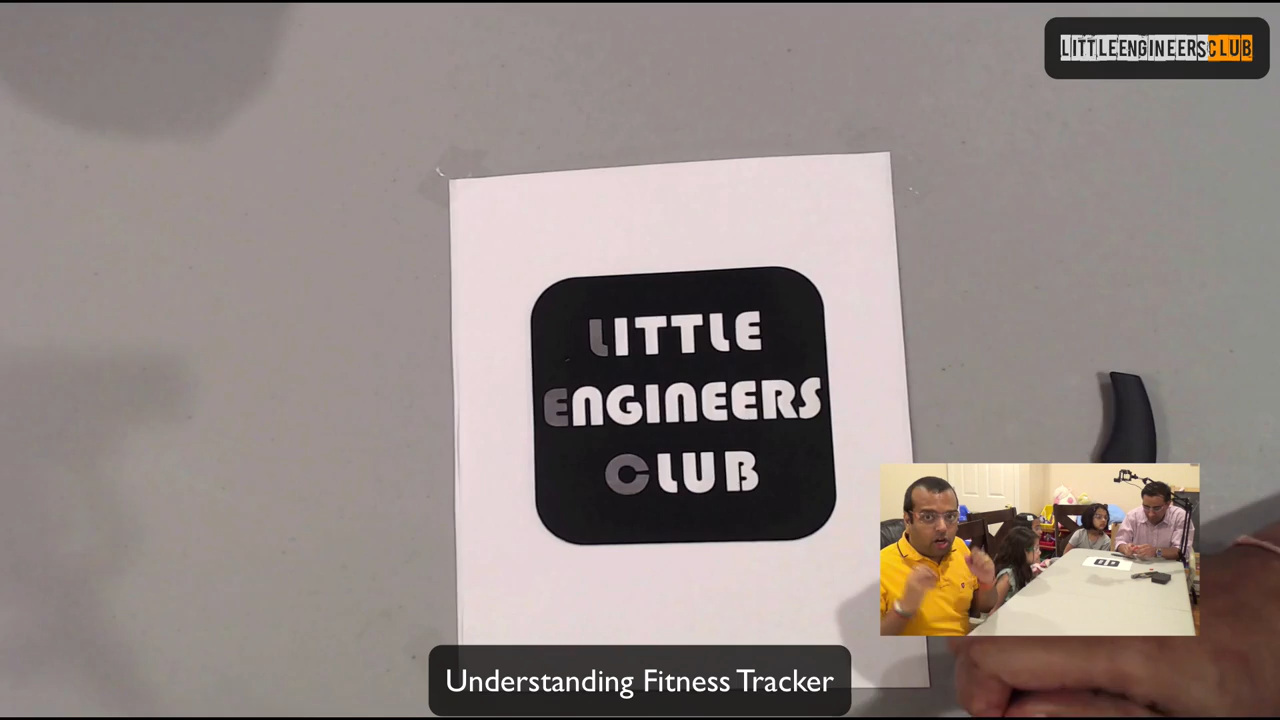 LITTLEENGINEERSCLUB
LITTLE
ENGINEERS
CLUB
Understanding Fitness Tracker